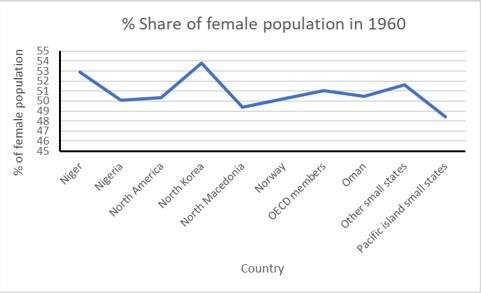 % Share of female population in 1960
% of female population
55
54
53
52
51
50
49
48
47
46
45
Niger
Nigeria
North America
North Korea
North Macedonia
Norway
OECD members
Oman
Other small states
Pacific island small states
Country